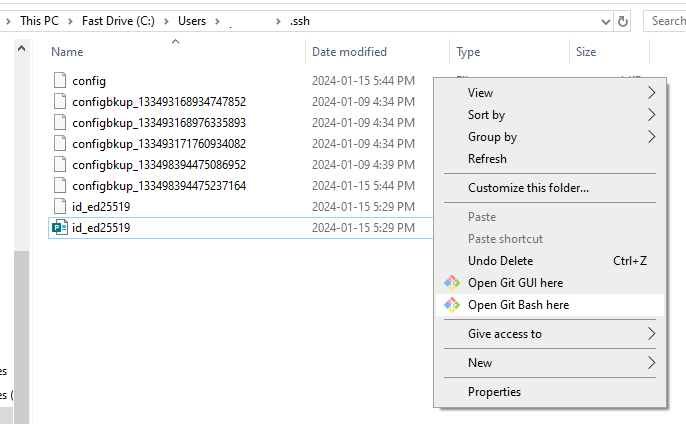 This PC > Fast Drive (C:) > Users > > .ssh
Search
Name Date modified Type Size
config 2024-01-15 5:44 PM
configbkup_133493168934747852 2024-01-09 4:34 PM
configbkup_133493168976335893 2024-01-09 4:34 PM
configbkup_133493171760934082 2024-01-09 4:34 PM
configbkup_133498394475086952 2024-01-09 4:39 PM
configbkup_133498394475237164 2024-01-15 5:44 PM
id_ed25519 2024-01-15 5:29 PM
id_ed25519 2024-01-15 5:29 PM
View
Sort by
Group by
Refresh
Customize this folder...
Paste
Paste shortcut
Undo Delete Ctrl+Z
Open Git GUI here
Open Git Bash here
Give access to
New
Properties